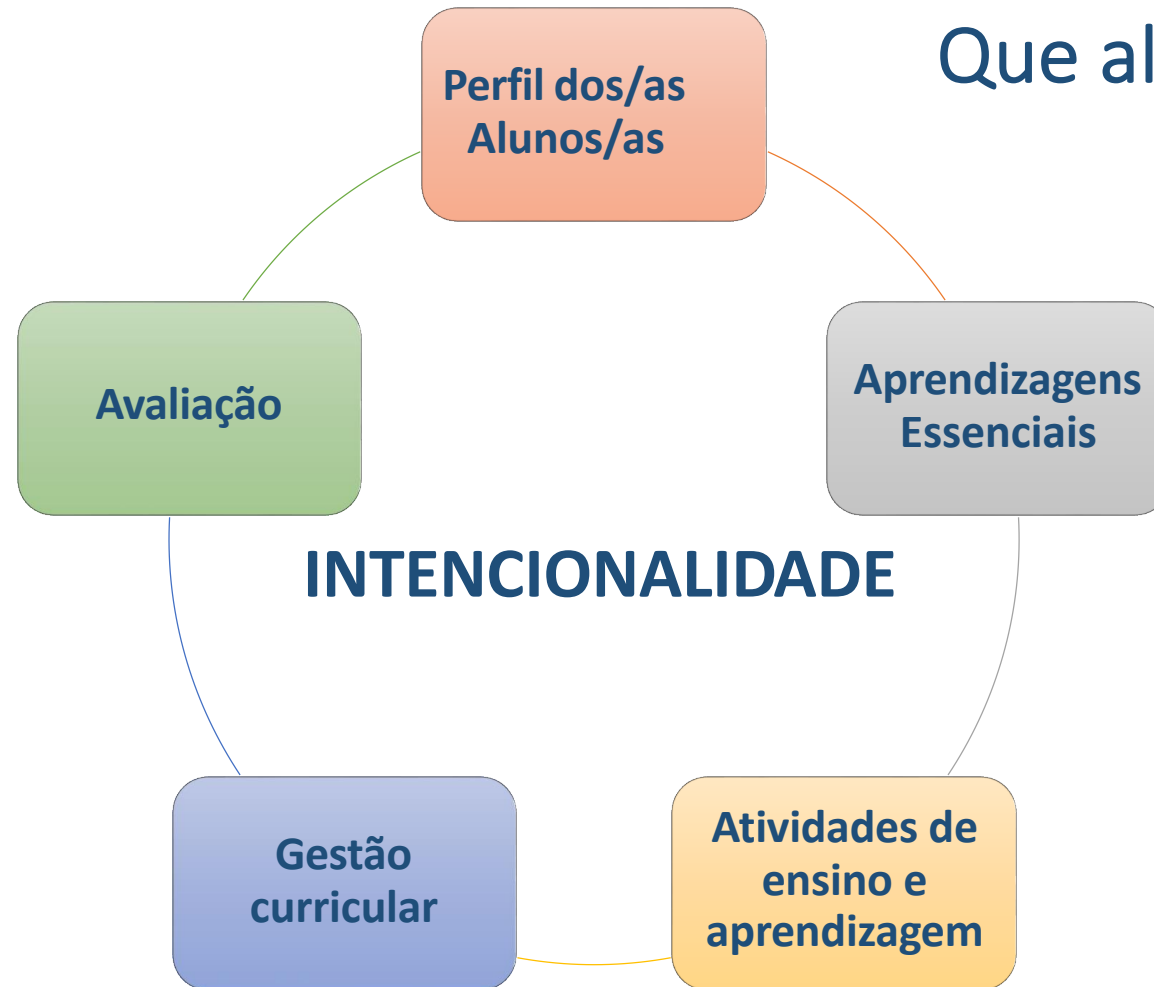 Que al
Perfil dos/as
Alunos/as
Aprendizagens
Essenciais
Avaliação
INTENCIONALIDADE
Atividades de
ensino e
aprendizagem
Gestão
curricular